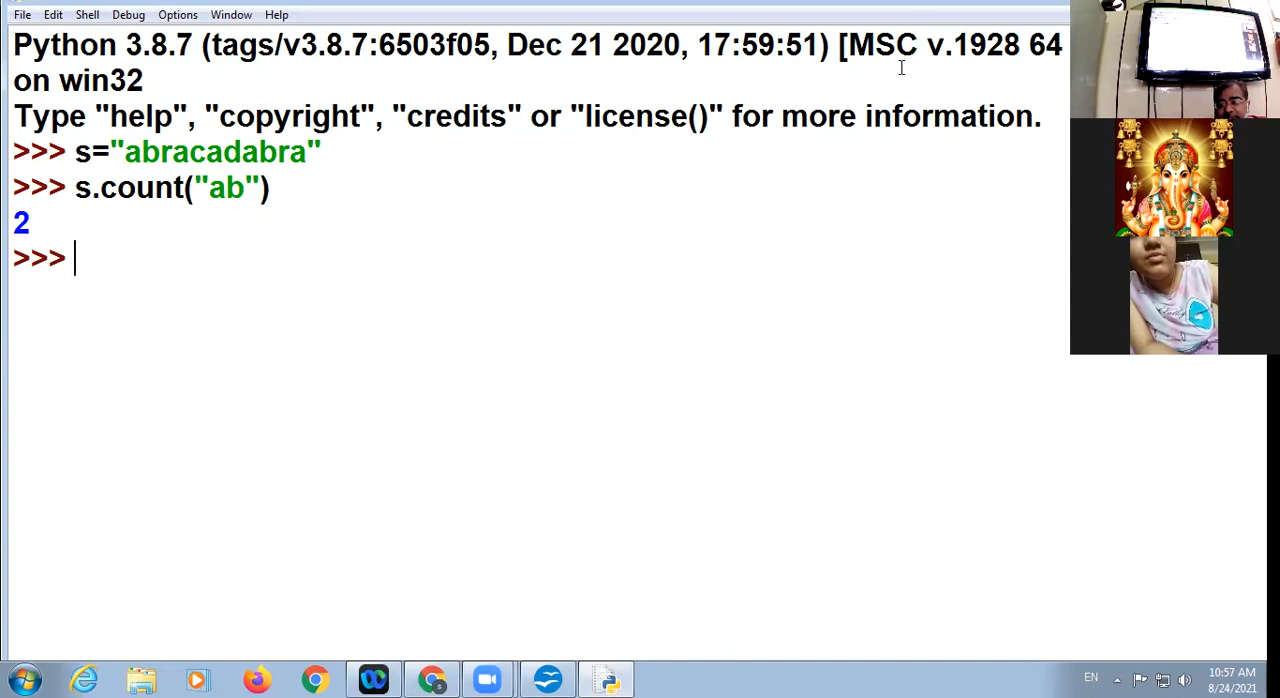 File Edit Shell Debug Options Window Help
Python 3.8.7 (tags/v3.8.7:6503f05, Dec 21 2020, 17:59:51) [MSC v.1928 64
on win32
Type "help", "copyright", "credits" or "license()" for more information.
>>> s="abracadabra"
>>> s.count("ab")
2
>>>
EN
10:57 AM
8/24/2021